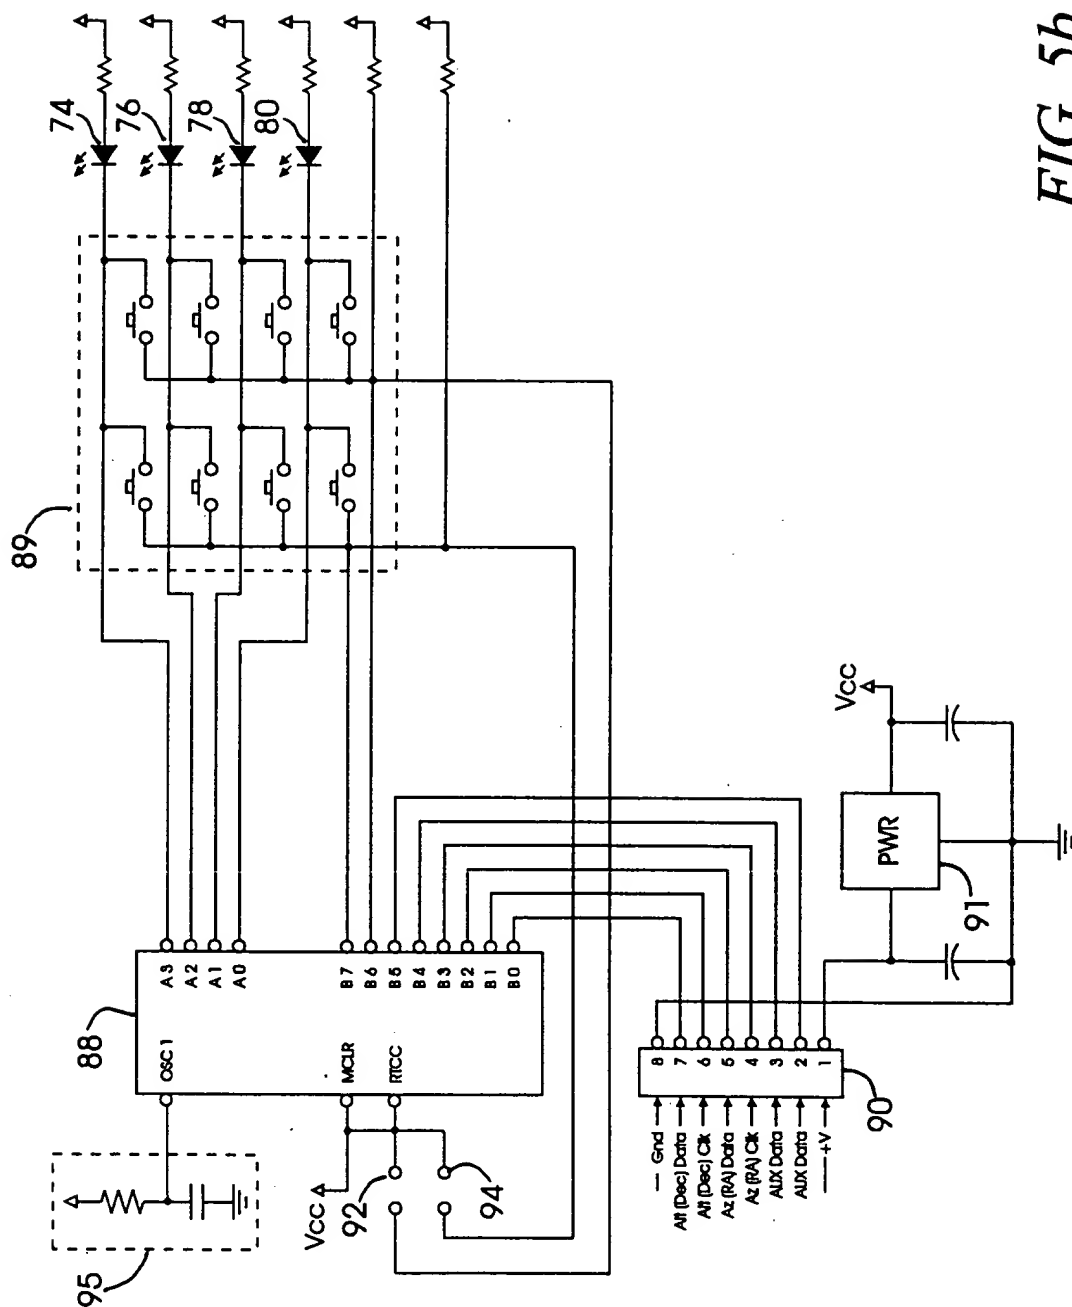 74
76
78
80
89
88
OSC1
MCLR
RTCC
A3
A2
A1
A0
B7
B6
B5
B4
B3
B2
B1
B0
95
Vcc
92
94
8
7
6
5
4
3
2
1
Gnd
Alt (Dec) Data
Alt (Dec) Clk
Az (RA) Data
Az (RA) Clk
AUX Data
AUX Data
+V
90
PWR
91
Vcc
FIG. 5b